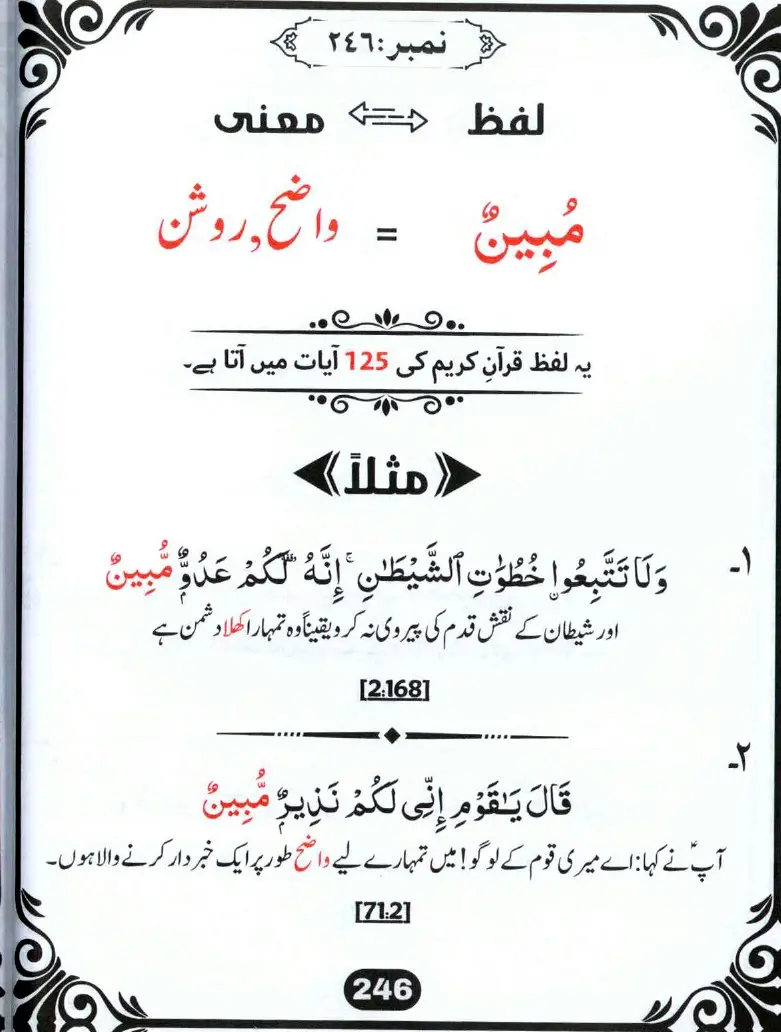 نمبر:٢٤٦
لفظ ⇐⇒ معنی
مُبِينٌ = واضح, روشن
یہ لفظ قرآنِ کریم کی 125 آیات میں آتا ہے۔
مثلاً
۱۔ وَلَا تَتَّبِعُوا۟ خُطُوَٰتِ ٱلشَّيْطَـٰنِ ۚ إِنَّهُۥ لَكُمْ عَدُوٌّۭ مُّبِينٌ
اور شیطان کے نقش قدم کی پیروی نہ کرو یقیناً وہ تمہارا کھلا دشمن ہے
[2:168]
۲۔
قَالَ يَـٰقَوْمِ إِنِّى لَكُمْ نَذِيرٌۭ مُّبِينٌ
آپؑ نے کہا: اے میری قوم کے لوگو! میں تمہارے لیے واضح طور پر ایک خبردار کرنے والا ہوں۔
[71:2]
246